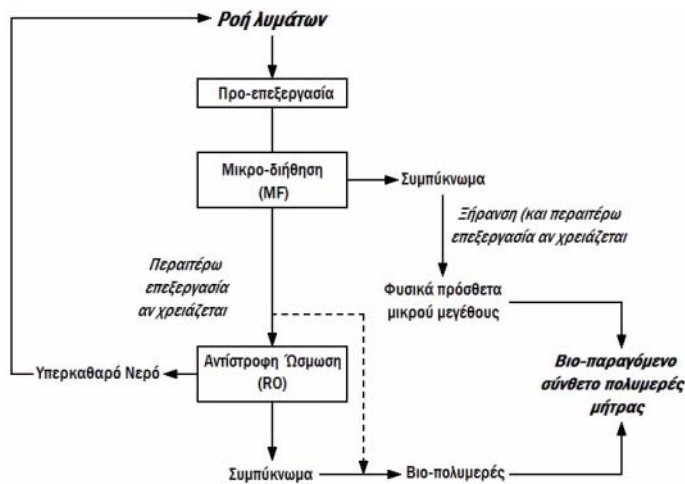 Ροή λυμάτων
Προ-επεξεργασία
Μικρο-διήθηση
(MF)
Συμπύκνωμα
Ξήρανση (και περαιτέρω
επεξεργασία αν χρειάζεται
Περαιτέρω
επεξεργασία
αν χρειάζεται
Φυσικά πρόσθετα
μικρού μεγέθους
Υπερκαθαρό Νερό
Αντίστροφη Ώσμωση
(RO)
Βιο-παραγόμενο
σύνθετο πολυμερές
μήτρας
Συμπύκνωμα
Βιο-πολυμερές